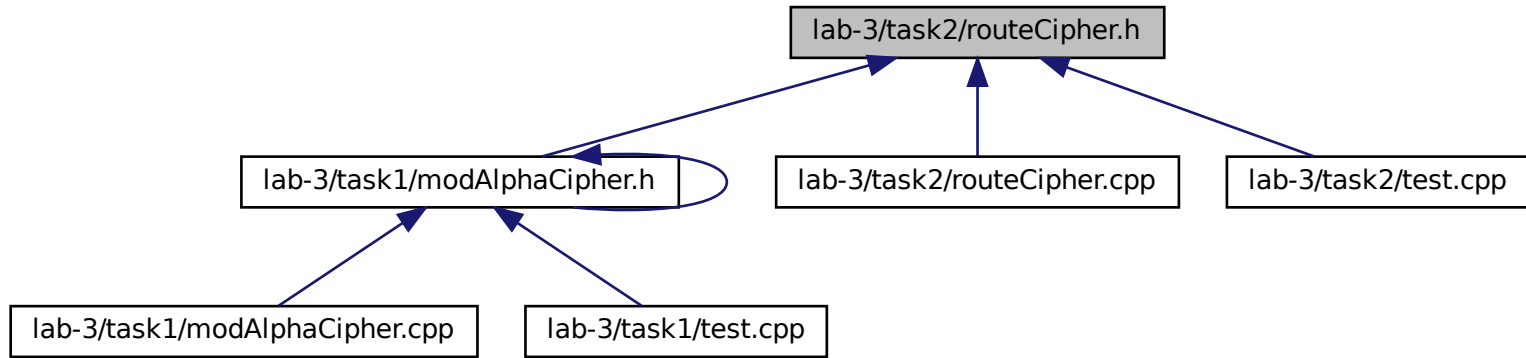 lab-3/task2/routeCipher.h
lab-3/task1/modAlphaCipher.h
lab-3/task2/routeCipher.cpp
lab-3/task2/test.cpp
lab-3/task1/modAlphaCipher.cpp
lab-3/task1/test.cpp